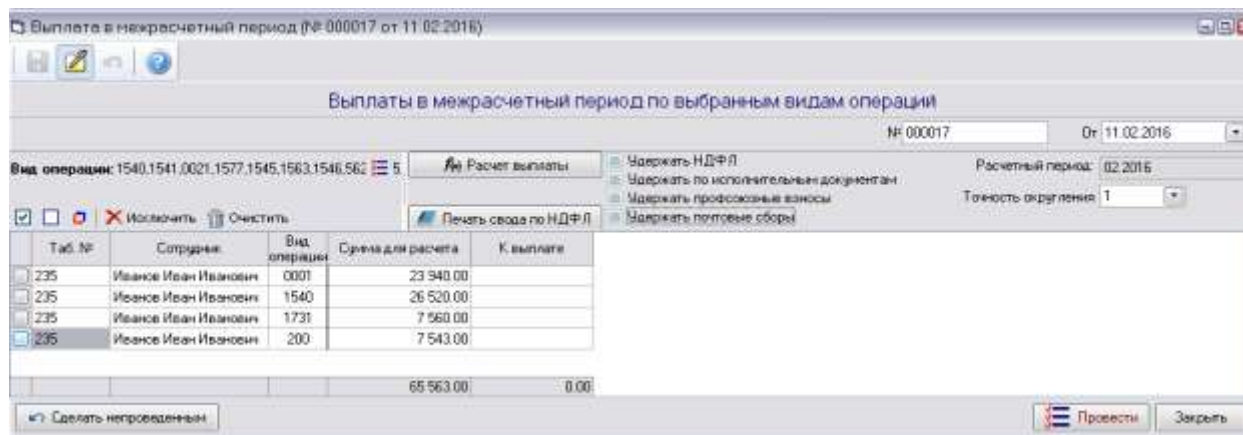 Выплата в межрасчетный период (№ 000017 от 11.02.2016)
Выплаты в межрасчетный период по выбранным видам операций
№ 000017 От 11.02.2016
Вид операции: 1540,1541,0021,1577,1545,1563,1546,562 5
Расчет выплаты
Удержать НДФЛ
Удержать по исполнительным документам
Удержать профсоюзные взносы
Удержать почтовые сборы
Расчетный период: 02.2016
Точность округления 1
Исключить Очистить Печать свода по НДФЛ
Таб. № Сотрудник Вид операции Сумма для расчета К выплате
235 Иванов Иван Иванович 0001 23 940.00
235 Иванов Иван Иванович 1540 26 520.00
235 Иванов Иван Иванович 1731 7 560.00
235 Иванов Иван Иванович 200 7 543.00
65 563.00 0.00
Сделать непроведенным Провести Закрыть